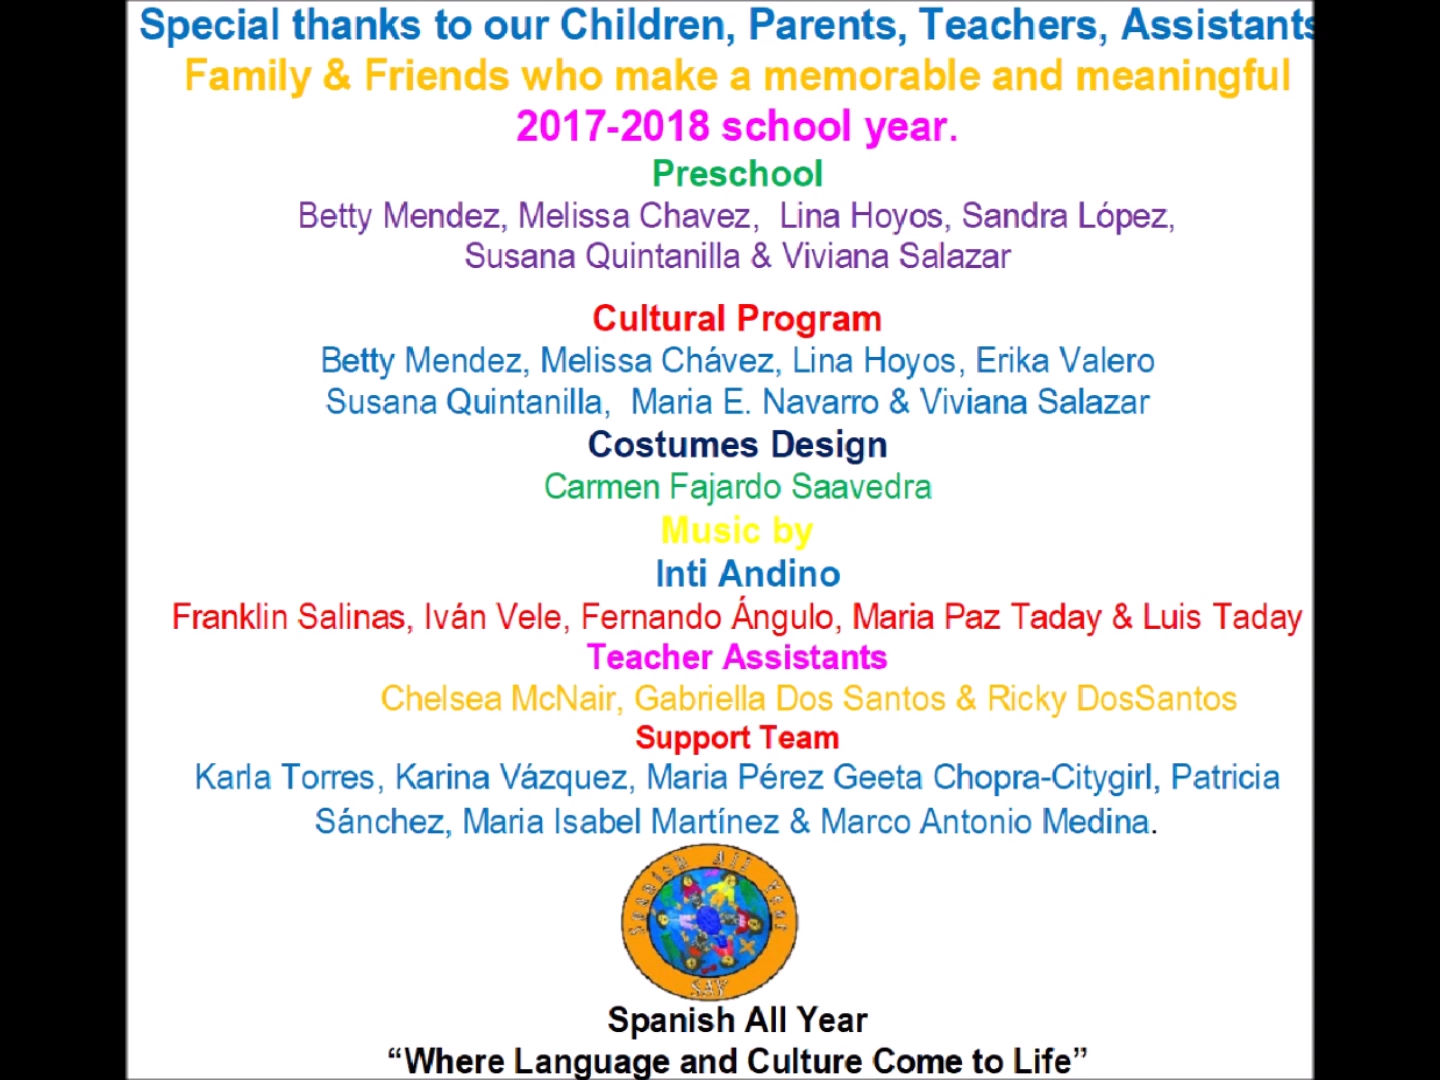 Special thanks to our Children, Parents, Teachers, Assistants
Family & Friends who make a memorable and meaningful
2017-2018 school year.
Preschool
Betty Mendez, Melissa Chavez, Lina Hoyos, Sandra López,
Susana Quintanilla & Viviana Salazar
Cultural Program
Betty Mendez, Melissa Chávez, Lina Hoyos, Erika Valero
Susana Quintanilla, Maria E. Navarro & Viviana Salazar
Costumes Design
Carmen Fajardo Saavedra
Music by
Inti Andino
Franklin Salinas, Iván Vele, Fernando Ángulo, Maria Paz Taday & Luis Taday
Teacher Assistants
Chelsea McNair, Gabriella Dos Santos & Ricky DosSantos
Support Team
Karla Torres, Karina Vázquez, Maria Pérez Geeta Chopra-Citygirl, Patricia
Sánchez, Maria Isabel Martínez & Marco Antonio Medina.
Spanish All Year
SAY
Spanish All Year
“Where Language and Culture Come to Life”